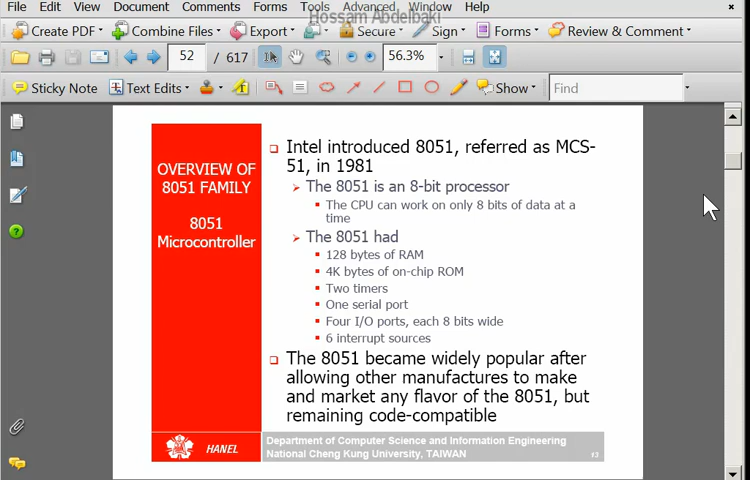 Hossam Abdelbaki
File Edit View Document Comments Forms Tools Advanced Window Help
Create PDF Combine Files Export Secure Sign Forms Review & Comment
52 / 617 56.3%
Sticky Note Text Edits Show Find
OVERVIEW OF
8051 FAMILY
8051
Microcontroller
Intel introduced 8051, referred as MCS-
51, in 1981
The 8051 is an 8-bit processor
The CPU can work on only 8 bits of data at a
time
The 8051 had
128 bytes of RAM
4K bytes of on-chip ROM
Two timers
One serial port
Four I/O ports, each 8 bits wide
6 interrupt sources
The 8051 became widely popular after
allowing other manufactures to make
and market any flavor of the 8051, but
remaining code-compatible
HANEL
Department of Computer Science and Information Engineering
National Cheng Kung University, TAIWAN
13